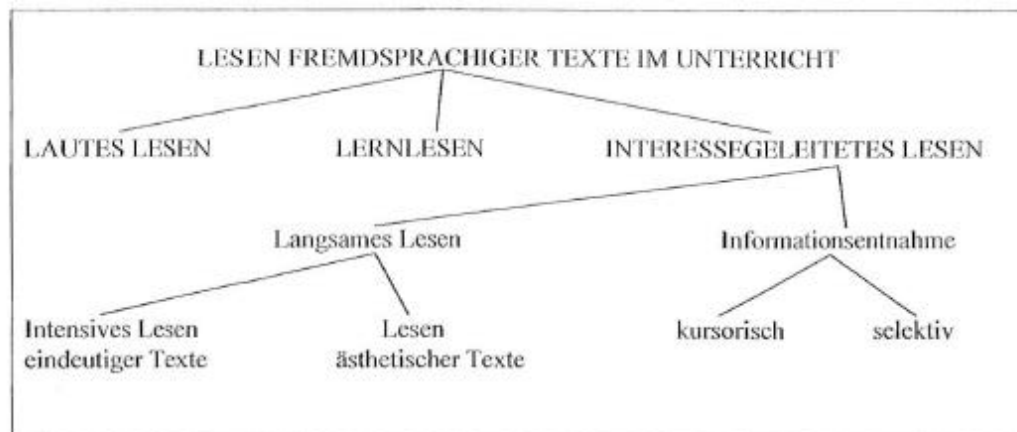 LESEN FREMDSPRACHIGER TEXTE IM UNTERRICHT
LAUTES LESEN LERNLESEN INTERESSEGELEITETES LESEN
Langsames Lesen Informationsentnahme
Intensives Lesen Lesen kursorisch selektiv
eindeutiger Texte ästhetischer Texte